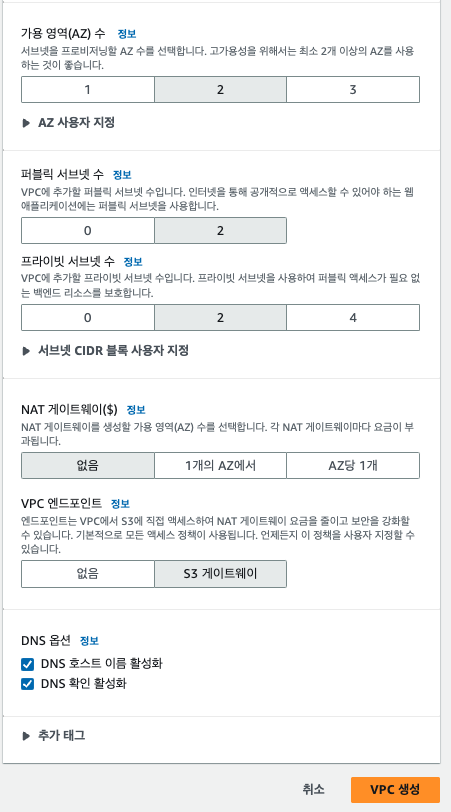 가용 영역(AZ) 수 정보
서브넷을 프로비저닝할 AZ 수를 선택합니다. 고가용성을 위해서는 최소 2개 이상의 AZ를 사용
하는 것이 좋습니다.
1 2 3
▶ AZ 사용자 지정
퍼블릭 서브넷 수 정보
VPC에 추가할 퍼블릭 서브넷 수입니다. 인터넷을 통해 공개적으로 액세스할 수 있어야 하는 웹
애플리케이션에는 퍼블릭 서브넷을 사용합니다.
0 2
프라이빗 서브넷 수 정보
VPC에 추가할 프라이빗 서브넷 수입니다. 프라이빗 서브넷을 사용하여 퍼블릭 액세스가 필요 없
는 백엔드 리소스를 보호합니다.
0 2 4
▶ 서브넷 CIDR 블록 사용자 지정
NAT 게이트웨이($) 정보
NAT 게이트웨이를 생성할 가용 영역(AZ) 수를 선택합니다. 각 NAT 게이트웨이마다 요금이 부
과됩니다.
없음 1개의 AZ에서 AZ당 1개
VPC 엔드포인트 정보
엔드포인트는 VPC에서 S3에 직접 액세스하여 NAT 게이트웨이 요금을 줄이고 보안을 강화할
수 있습니다. 기본적으로 모든 액세스 정책이 사용됩니다. 언제든지 이 정책을 사용자 지정할 수
있습니다.
없음 S3 게이트웨이
DNS 옵션 정보
DNS 호스트 이름 활성화
DNS 확인 활성화
▶ 추가 태그
취소 VPC 생성